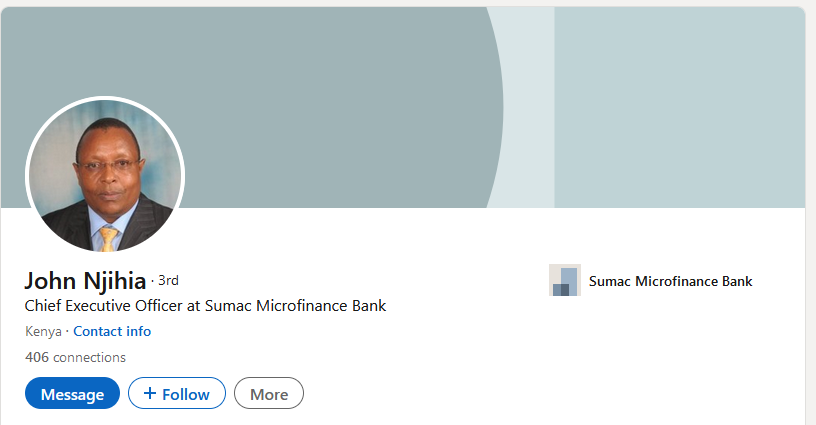 John Njihia · 3rd
Sumac Microfinance Bank
Chief Executive Officer at Sumac Microfinance Bank
Kenya · Contact info
406 connections
Message
+ Follow
More